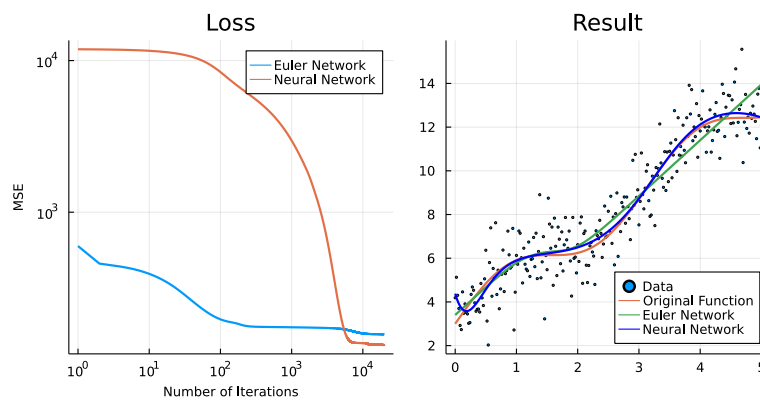 Loss
10^4
10^3
MSE
Euler Network
Neural Network
10^0
10^1
10^2
10^3
10^4
Number of Iterations
Result
14
12
10
8
6
4
2
Data
Original Function
Euler Network
Neural Network
0
1
2
3
4
5